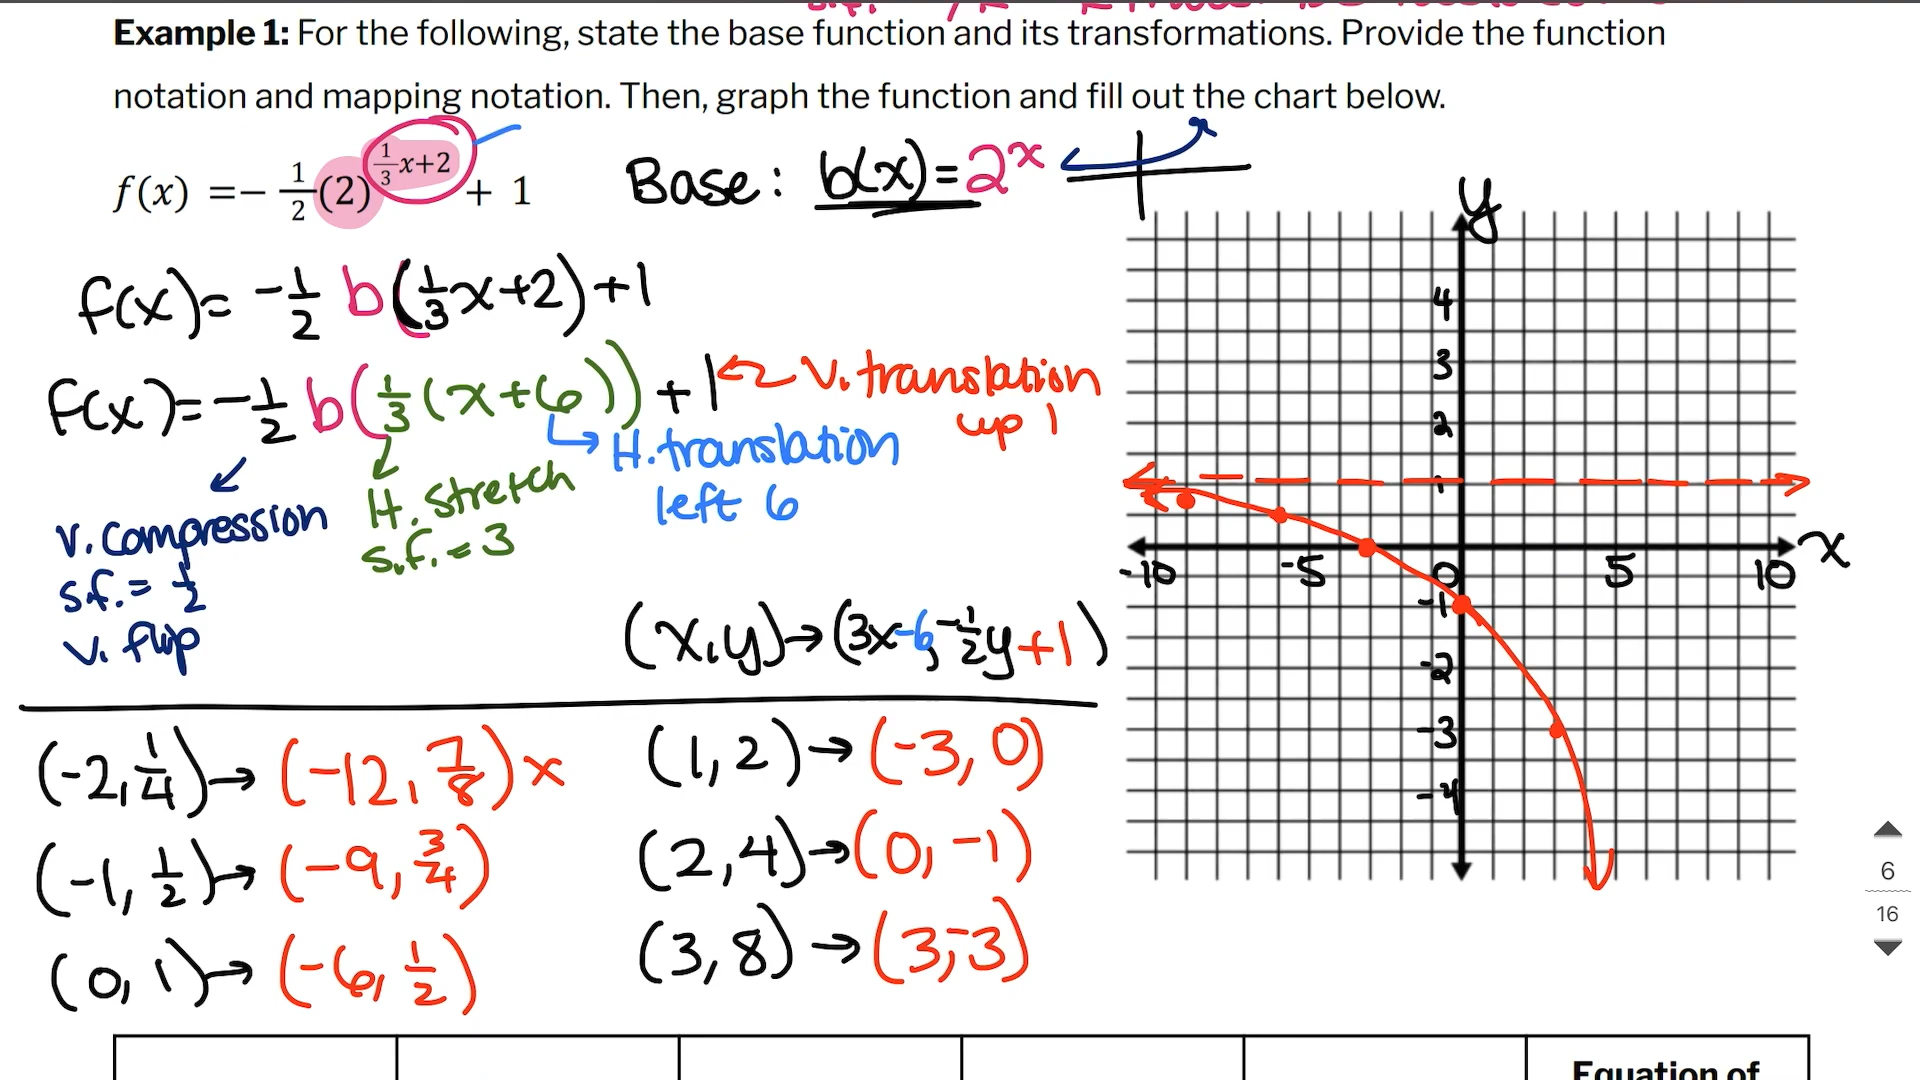 Example 1: For the following, state the base function and its transformations. Provide the function
notation and mapping notation. Then, graph the function and fill out the chart below.
f(x) = − 1/2 (2)^(1/3 x+2) + 1
Base: b(x) = 2^x
f(x) = -1/2 b(1/3 x+2)+1
f(x) = -1/2 b(1/3 (x+6)) +1
V. translation
up 1
H. translation
left 6
H. stretch
s.f. = 3
V. compression
s.f. = 1/2
V. flip
(x,y)→(3x-6, -1/2 y+1)
(-2, 1/4)→(-12, 7/8) x
(-1, 1/2)→(-9, 3/4)
(0, 1)→(-6, 1/2)
(1, 2)→(-3, 0)
(2, 4)→(0, -1)
(3, 8)→(3, -3)
y
4
3
2
1
-10 -5 0 5 10 x
-1
-2
-3
-4
6
16
Equation of